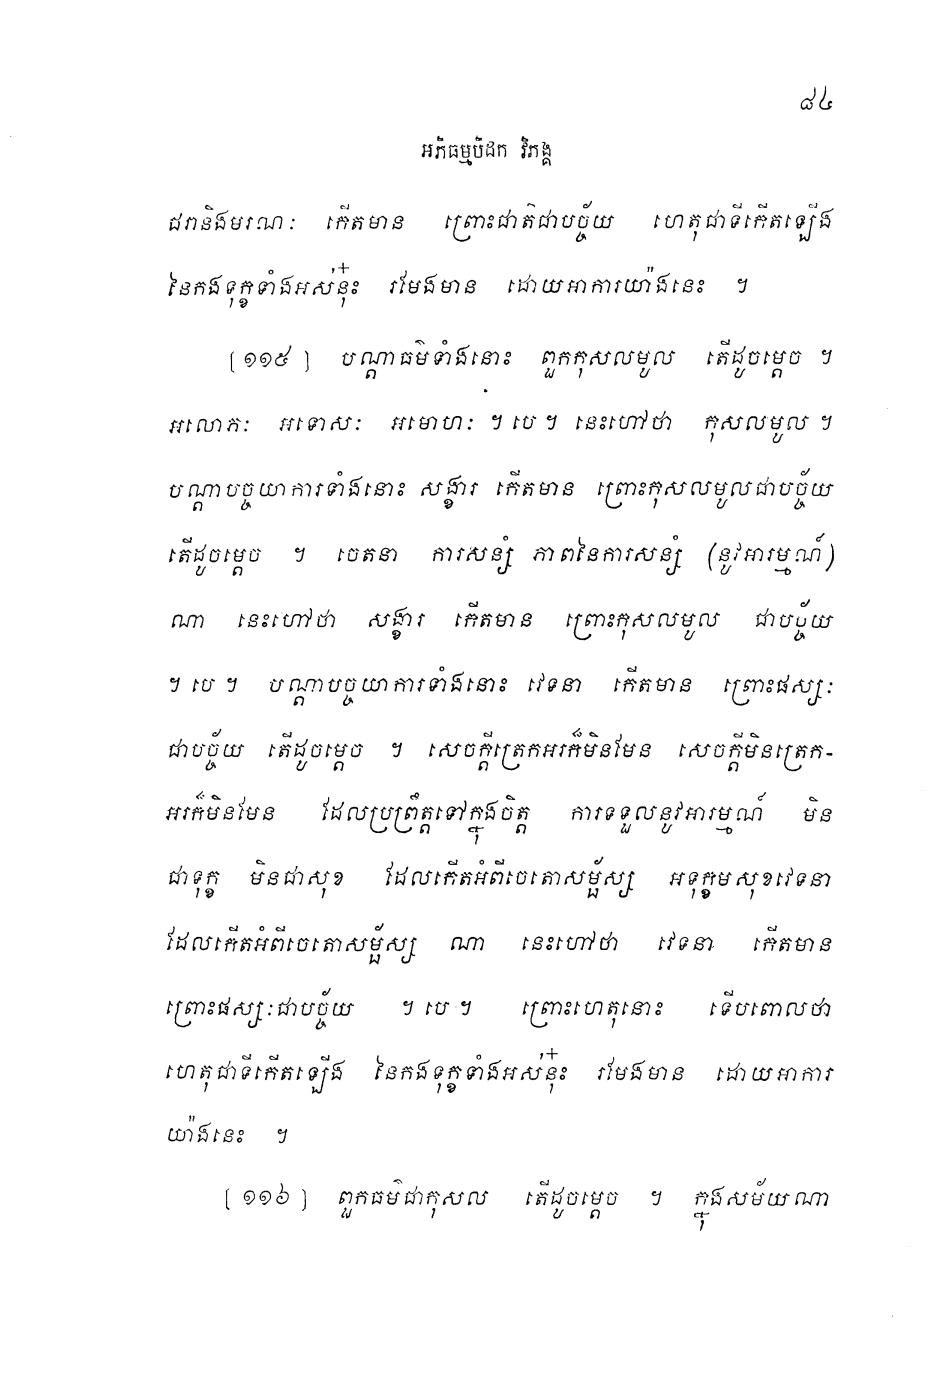 ៨៤
អភិធម្មបិដក វិភង្គ
ជរានិងមរណៈ កើតមាន ព្រោះជាតិជាបច្ច័យ ហេតុជាទីកើតឡើង
នៃកងទុក្ខទាំងអស់នុ៎ះ រមែងមាន ដោយអាការយ៉ាងនេះ ។
[១១៥] បណ្តាធម៌ទាំងនោះ ពួកកុសលមូល តើដូចម្តេច ។
អលោភៈ អទោសៈ អមោហៈ ។ បេ ។ នេះហៅថា កុសលមូល ។
បណ្តាបច្ចយាការទាំងនោះ សង្ខារ កើតមាន ព្រោះកុសលមូលជាបច្ច័យ
តើដូចម្តេច ។ ចេតនា ការសន្សំ ភាពនៃការសន្សំ (នូវអារម្មណ៍)
ណា នេះហៅថា សង្ខារ កើតមាន ព្រោះកុសលមូល ជាបច្ច័យ
។ បេ ។ បណ្តាបច្ចយាការទាំងនោះ វេទនា កើតមាន ព្រោះផស្សៈ
ជាបច្ច័យ តើដូចម្តេច ។ សេចក្តីត្រេកអរក៏មិនមែន សេចក្តីមិនត្រេក-
អរក៏មិនមែន ដែលប្រព្រឹត្តទៅក្នុងចិត្ត ការទទួលនូវអារម្មណ៍ មិន
ជាទុក្ខ មិនជាសុខ ដែលកើតអំពីចេតោសម្ផ័ស្ស អទុក្ខមសុខវេទនា
ដែលកើតអំពីចេតោសម្ផ័ស្ស ណា នេះហៅថា វេទនា កើតមាន
ព្រោះផស្សៈជាបច្ច័យ ។ បេ ។ ព្រោះហេតុនោះ ទើបពោលថា
ហេតុជាទីកើតឡើង នៃកងទុក្ខទាំងអស់នុ៎ះ រមែងមាន ដោយអាការ
យ៉ាងនេះ ។
[១១៦] ពួកធម៌ជាកុសល តើដូចម្តេច ។ ក្នុងសម័យណា